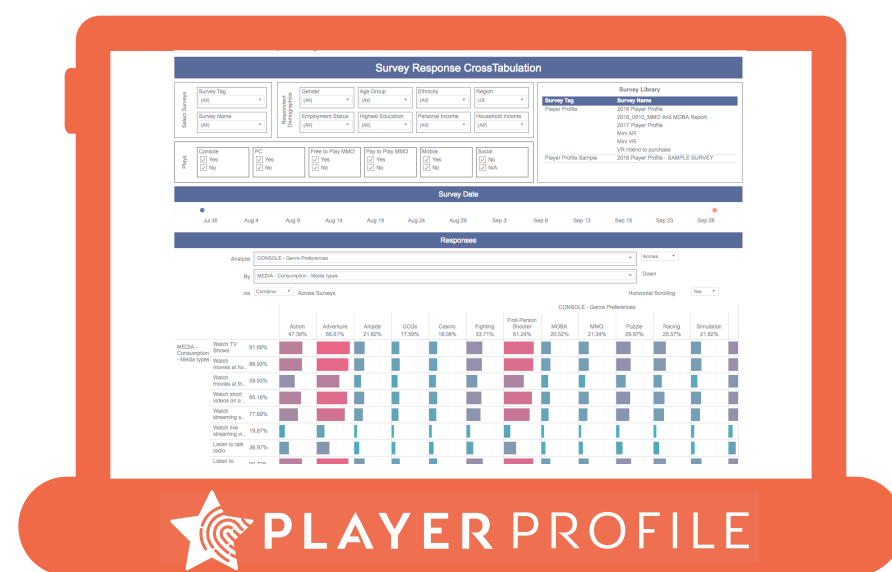 Survey Response CrossTabulation
Select Surveys
Survey Tag
(All)
Survey Name
(All)
Respondent Demographics
Gender
(All)
Age Group
(All)
Ethnicity
(All)
Region
US
Employment Status
(All)
Highest Education
(All)
Personal Income
(All)
Household Income
(All)
Survey Library
Survey Tag Survey Name
Player Profile 2016 Player Profile
2016_0510_MMO And MOBA Report
2017 Player Profile
Mini AR
Mini VR
VR intend to purchase
Player Profile Sample 2016 Player Profile - SAMPLE SURVEY
Plays
Console
Yes
No
PC
Yes
No
Free to Play MMO
Yes
No
Pay to Play MMO
Yes
No
Mobile
Yes
No
Social
No
N/A
Survey Date
Jul 30 Aug 4 Aug 9 Aug 14 Aug 19 Aug 24 Aug 29 Sep 3 Sep 8 Sep 13 Sep 18 Sep 23 Sep 28
Responses
Analyze CONSOLE - Genre Preferences Across
By MEDIA - Consumption - Media types Down
via Combine Across Surveys Horizontal Scrolling Yes
CONSOLE - Genre Preferences
Action Adventure Arcade CCGs Casino Fighting First-Person Shooter MOBA MMO Puzzle Racing Simulation
47.39% 66.61% 21.82% 17.59% 18.08% 33.71% 61.24% 20.52% 21.34% 29.97% 25.57% 21.82%
MEDIA - Consumption - Media types
Watch TV Shows 91.69%
Watch movies at ho.. 88.93%
Watch movies at th.. 59.93%
Watch short videos on a .. 85.18%
Watch streaming s.. 77.69%
Watch live streaming vi.. 19.87%
Listen to talk radio 36.97%
Listen to
PLAYER PROFILE